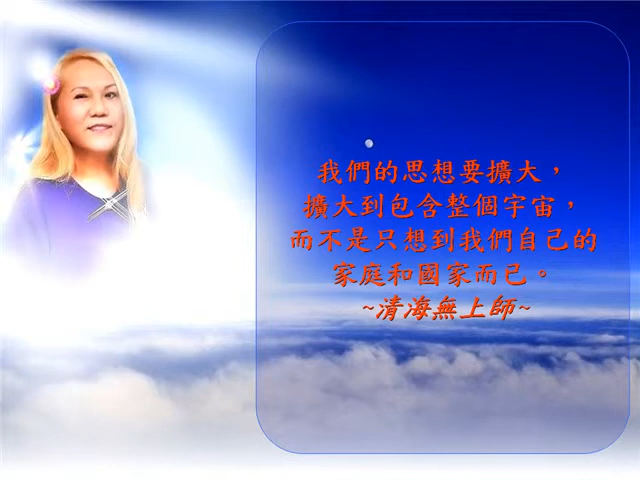 我們的思想要擴大，
擴大到包含整個宇宙，
而不是只想到我們自己的
家庭和國家而已。
~清海無上師~